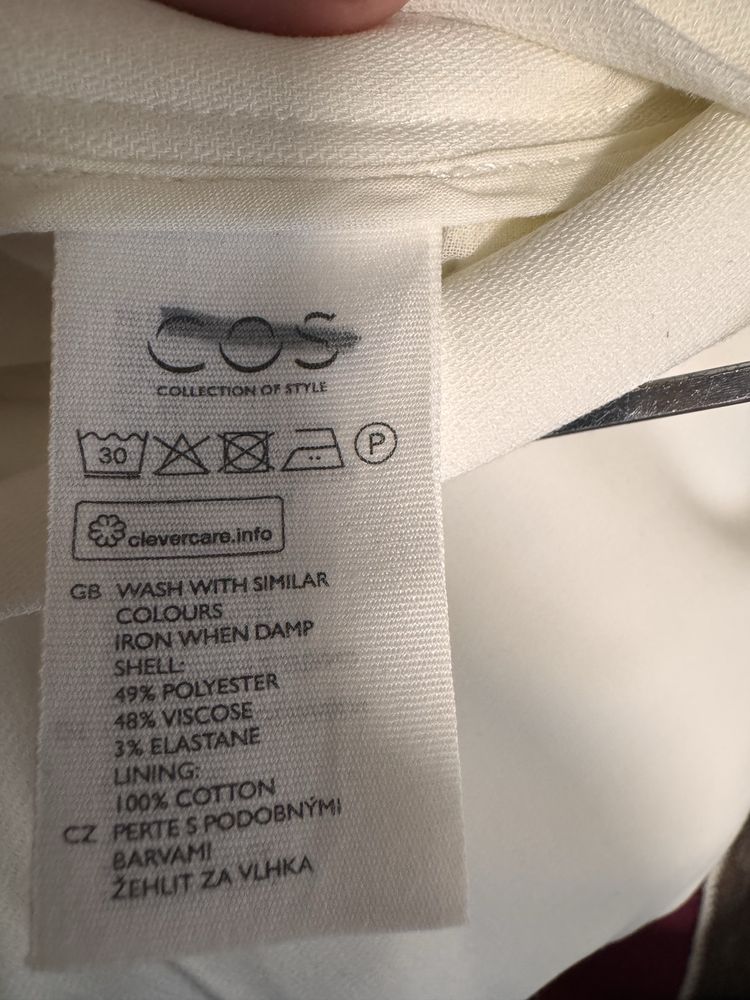 COS
COLLECTION OF STYLE
30
P
clevercare.info
GB WASH WITH SIMILAR
COLOURS
IRON WHEN DAMP
SHELL:
49% POLYESTER
48% VISCOSE
3% ELASTANE
LINING:
100% COTTON
CZ PERTE S PODOBNÝMI
BARVAMI
ŽEHLIT ZA VLHKA